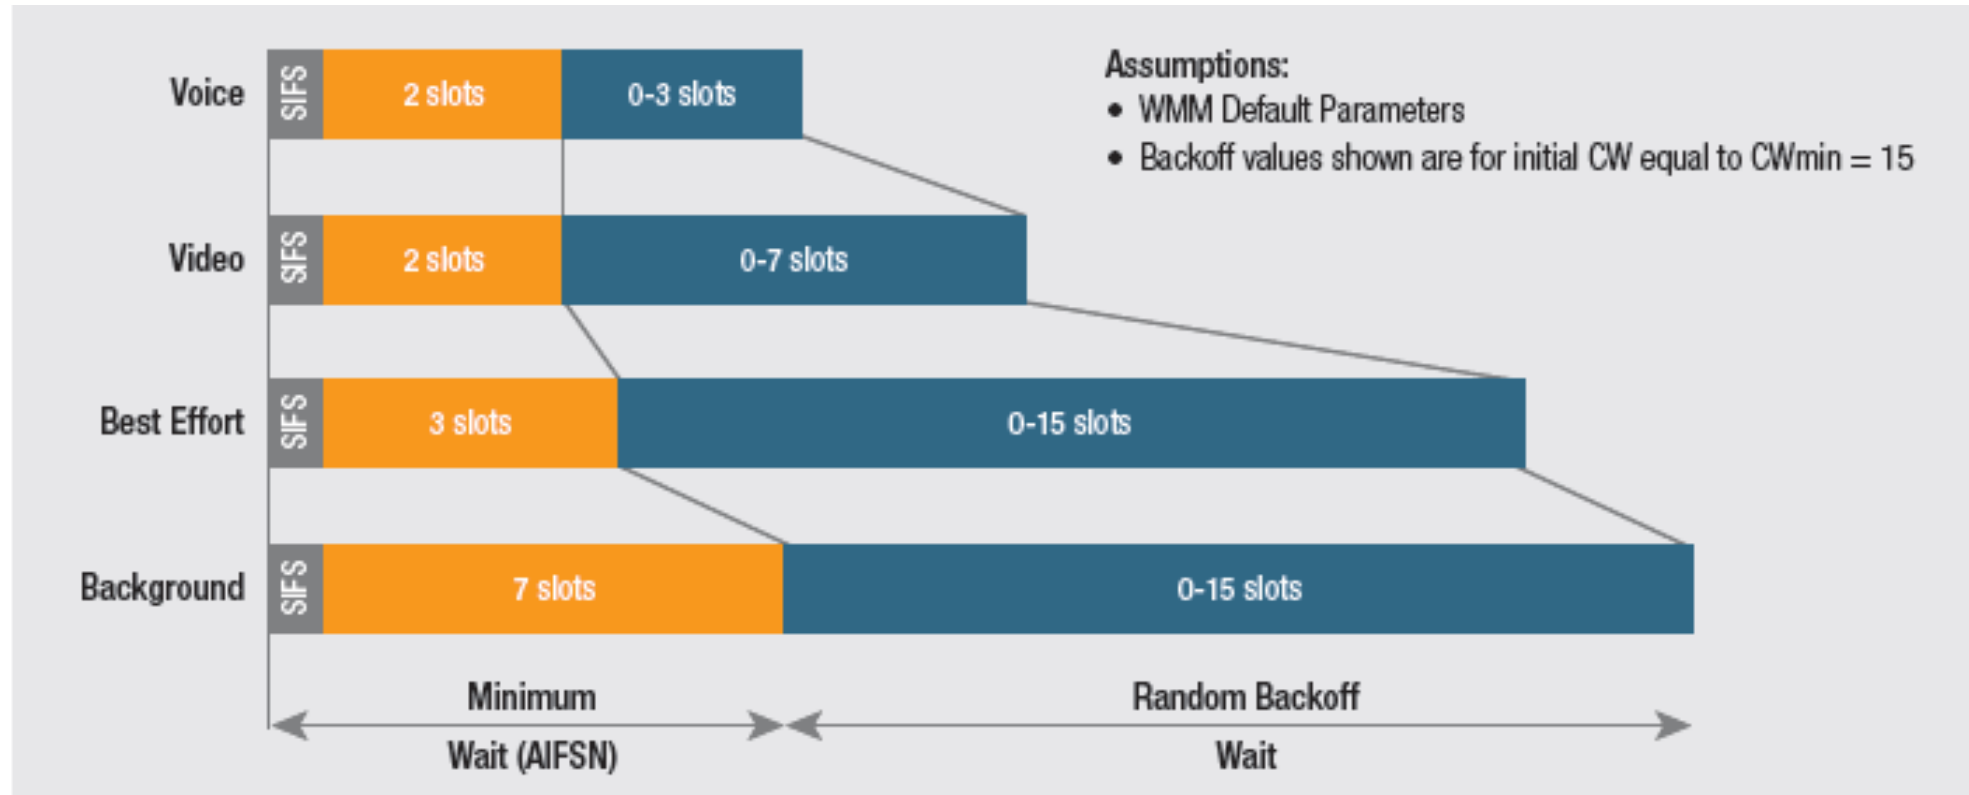 Assumptions:
• WMM Default Parameters
• Backoff values shown are for initial CW equal to CWmin = 15
Voice SIFS 2 slots 0-3 slots
Video SIFS 2 slots 0-7 slots
Best Effort SIFS 3 slots 0-15 slots
Background SIFS 7 slots 0-15 slots
Minimum
Wait (AIFSN)
Random Backoff
Wait